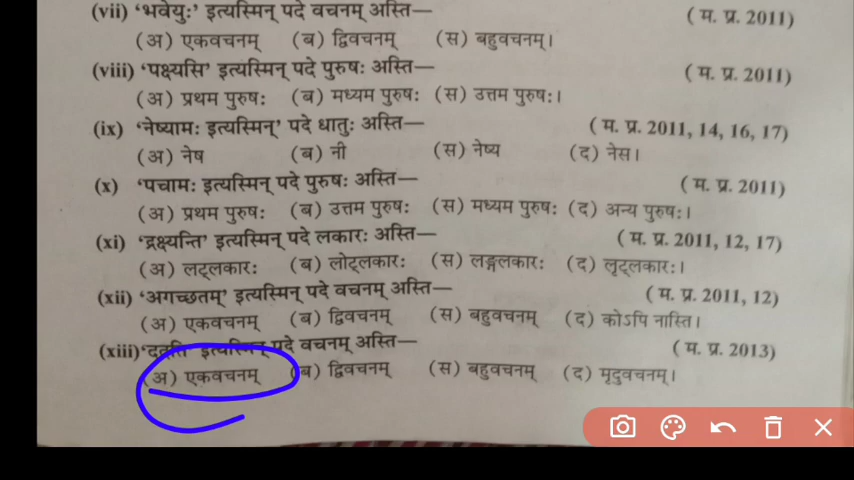 (vii) 'भवेयुः' इत्यस्मिन् पदे वचनम् अस्ति— (म. प्र. 2011)
(अ) एकवचनम् (ब) द्विवचनम् (स) बहुवचनम्।
(viii) 'पक्ष्यसि' इत्यस्मिन् पदे पुरुषः अस्ति— (म. प्र. 2011)
(अ) प्रथम पुरुषः (ब) मध्यम पुरुषः (स) उत्तम पुरुषः।
(ix) 'नेष्यामः इत्यस्मिन्' पदे धातुः अस्ति— (म. प्र. 2011, 14, 16, 17)
(अ) नेष (ब) नी (स) नेष्य (द) नेस।
(x) 'पचामः इत्यस्मिन् पदे पुरुषः अस्ति— (म. प्र. 2011)
(अ) प्रथम पुरुषः (ब) उत्तम पुरुषः (स) मध्यम पुरुषः (द) अन्य पुरुषः।
(xi) 'द्रक्ष्यन्ति' इत्यस्मिन् पदे लकारः अस्ति— (म. प्र. 2011, 12, 17)
(अ) लट्लकारः (ब) लोट्लकारः (स) लङ्गलकारः (द) लृट्लकारः।
(xii) 'अगच्छतम्' इत्यस्मिन् पदे वचनम् अस्ति— (म. प्र. 2011, 12)
(अ) एकवचनम् (ब) द्विवचनम् (स) बहुवचनम् (द) कोऽपि नास्ति।
(xiii) इत्यस्मिन् पदे वचनम् अस्ति— (म. प्र. 2013)
(अ) एकवचनम् (ब) द्विवचनम् (स) बहुवचनम् (द) मृदुवचनम्।